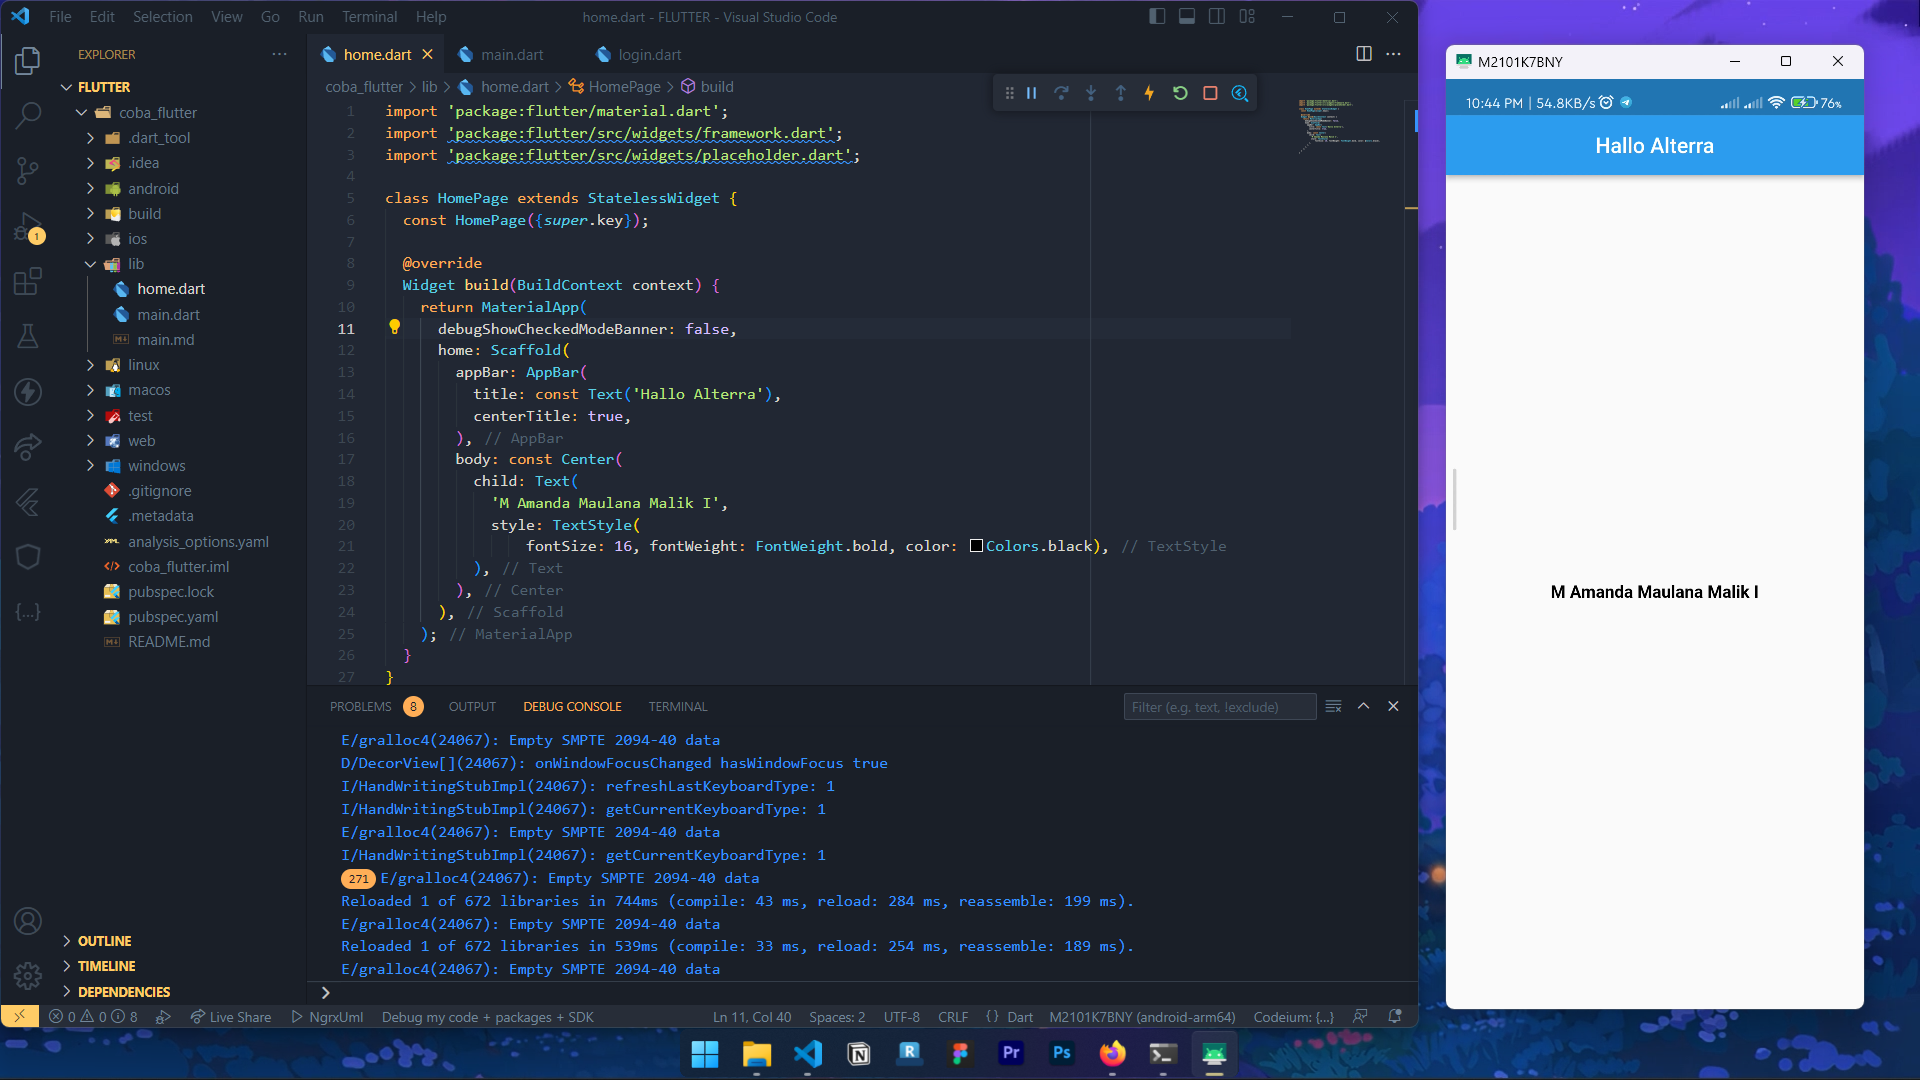 File Edit Selection View Go Run Terminal Help
home.dart - FLUTTER - Visual Studio Code
EXPLORER
FLUTTER
coba_flutter
.dart_tool
.idea
android
build
ios
lib
home.dart
main.dart
main.md
linux
macos
test
web
windows
.gitignore
.metadata
analysis_options.yaml
coba_flutter.iml
pubspec.lock
pubspec.yaml
README.md
OUTLINE
TIMELINE
DEPENDENCIES
1
home.dart main.dart login.dart
coba_flutter > lib > home.dart > HomePage > build
1 import 'package:flutter/material.dart';
2 import 'package:flutter/src/widgets/framework.dart';
3 import 'package:flutter/src/widgets/placeholder.dart';
4
5 class HomePage extends StatelessWidget {
6 const HomePage({super.key});
7
8 @override
9 Widget build(BuildContext context) {
10 return MaterialApp(
11 debugShowCheckedModeBanner: false,
12 home: Scaffold(
13 appBar: AppBar(
14 title: const Text('Hallo Alterra'),
15 centerTitle: true,
16 ), // AppBar
17 body: const Center(
18 child: Text(
19 'M Amanda Maulana Malik I',
20 style: TextStyle(
21 fontSize: 16, fontWeight: FontWeight.bold, color: Colors.black), // TextStyle
22 ), // Text
23 ), // Center
24 ), // Scaffold
25 ); // MaterialApp
26 }
27 }
PROBLEMS 8 OUTPUT DEBUG CONSOLE TERMINAL
Filter (e.g. text, !exclude)
E/gralloc4(24067): Empty SMPTE 2094-40 data
D/DecorView[](24067): onWindowFocusChanged hasWindowFocus true
I/HandWritingStubImpl(24067): refreshLastKeyboardType: 1
I/HandWritingStubImpl(24067): getCurrentKeyboardType: 1
E/gralloc4(24067): Empty SMPTE 2094-40 data
I/HandWritingStubImpl(24067): getCurrentKeyboardType: 1
271 E/gralloc4(24067): Empty SMPTE 2094-40 data
Reloaded 1 of 672 libraries in 744ms (compile: 43 ms, reload: 284 ms, reassemble: 199 ms).
E/gralloc4(24067): Empty SMPTE 2094-40 data
Reloaded 1 of 672 libraries in 539ms (compile: 33 ms, reload: 254 ms, reassemble: 189 ms).
E/gralloc4(24067): Empty SMPTE 2094-40 data
0 0 8 Live Share NgrxUml Debug my code + packages + SDK Ln 11, Col 40 Spaces: 2 UTF-8 CRLF {} Dart M2101K7BNY (android-arm64) Codeium: {...}
M2101K7BNY
10:44 PM | 54.8KB/s 76%
Hallo Alterra
M Amanda Maulana Malik I
N R Pr Ps